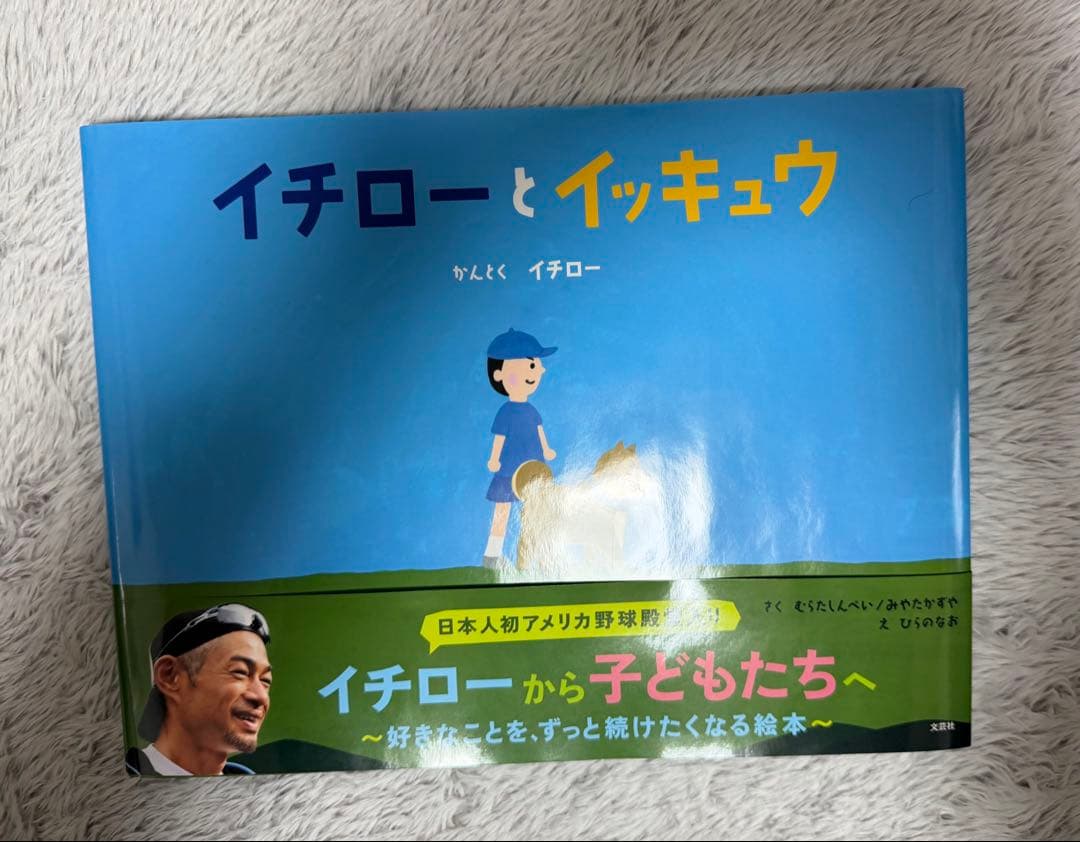 イチローとイッキュウ
かんとく イチロー
日本人初アメリカ野球殿堂入り
さく むらたしんぺい/みやたかずや
え ひらのなお
イチローから子どもたちへ
～好きなことを、ずっと続けたくなる絵本～
文芸社